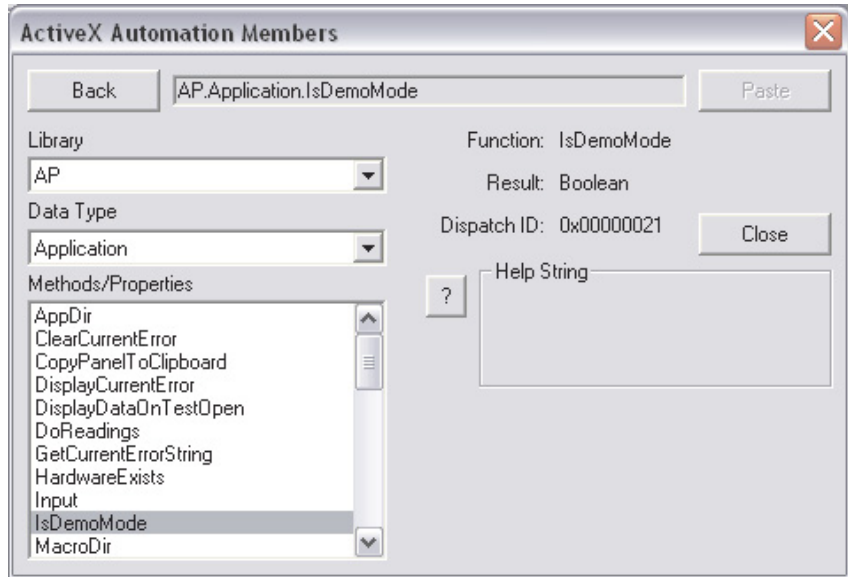 ActiveX Automation Members
Back
AP.Application.IsDemoMode
Paste
Library
AP
Data Type
Application
Methods/Properties
AppDir
ClearCurrentError
CopyPanelToClipboard
DisplayCurrentError
DisplayDataOnTestOpen
DoReadings
GetCurrentErrorString
HardwareExists
Input
IsDemoMode
MacroDir
Function: IsDemoMode
Result: Boolean
Dispatch ID: 0x00000021
Close
?
Help String